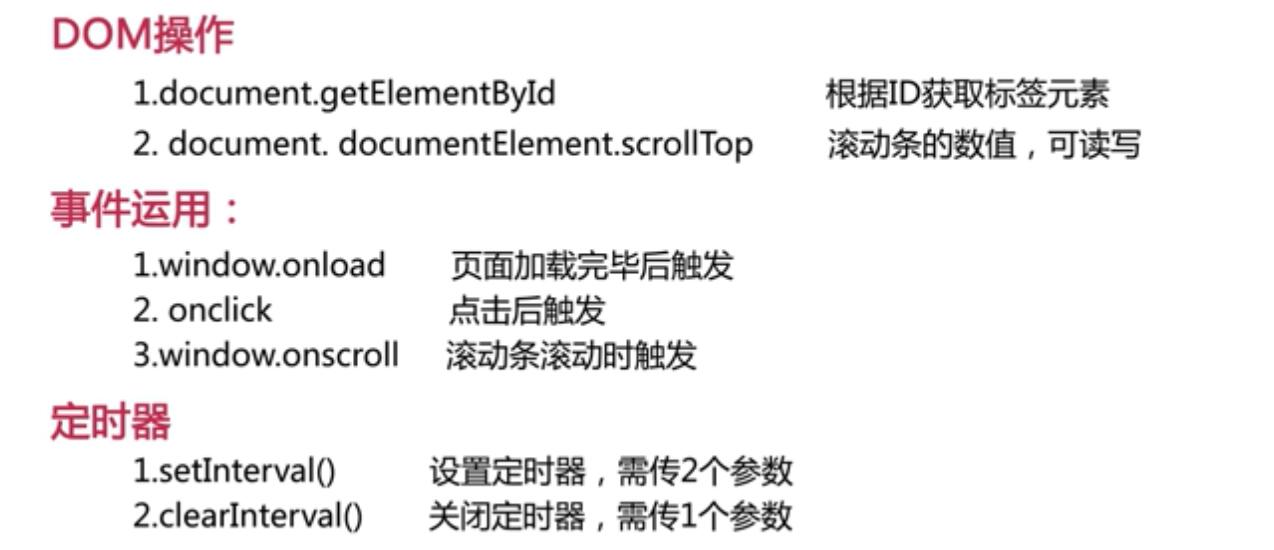 DOM操作
1.document.getElementById 根据ID获取标签元素
2. document. documentElement.scrollTop 滚动条的数值，可读写
事件运用：
1.window.onload 页面加载完毕后触发
2. onclick 点击后触发
3.window.onscroll 滚动条滚动时触发
定时器
1.setInterval() 设置定时器，需传2个参数
2.clearInterval() 关闭定时器，需传1个参数